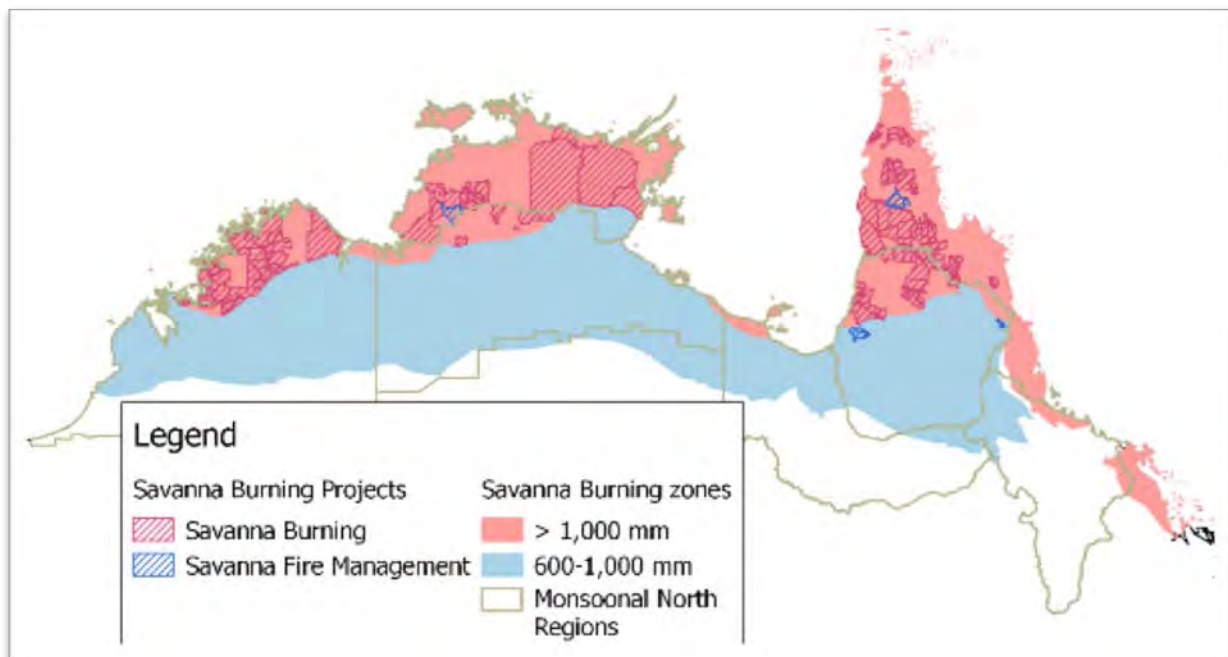 Legend
Savanna Burning Projects
Savanna Burning
Savanna Fire Management
Savanna Burning zones
> 1,000 mm
600-1,000 mm
Monsoonal North
Regions